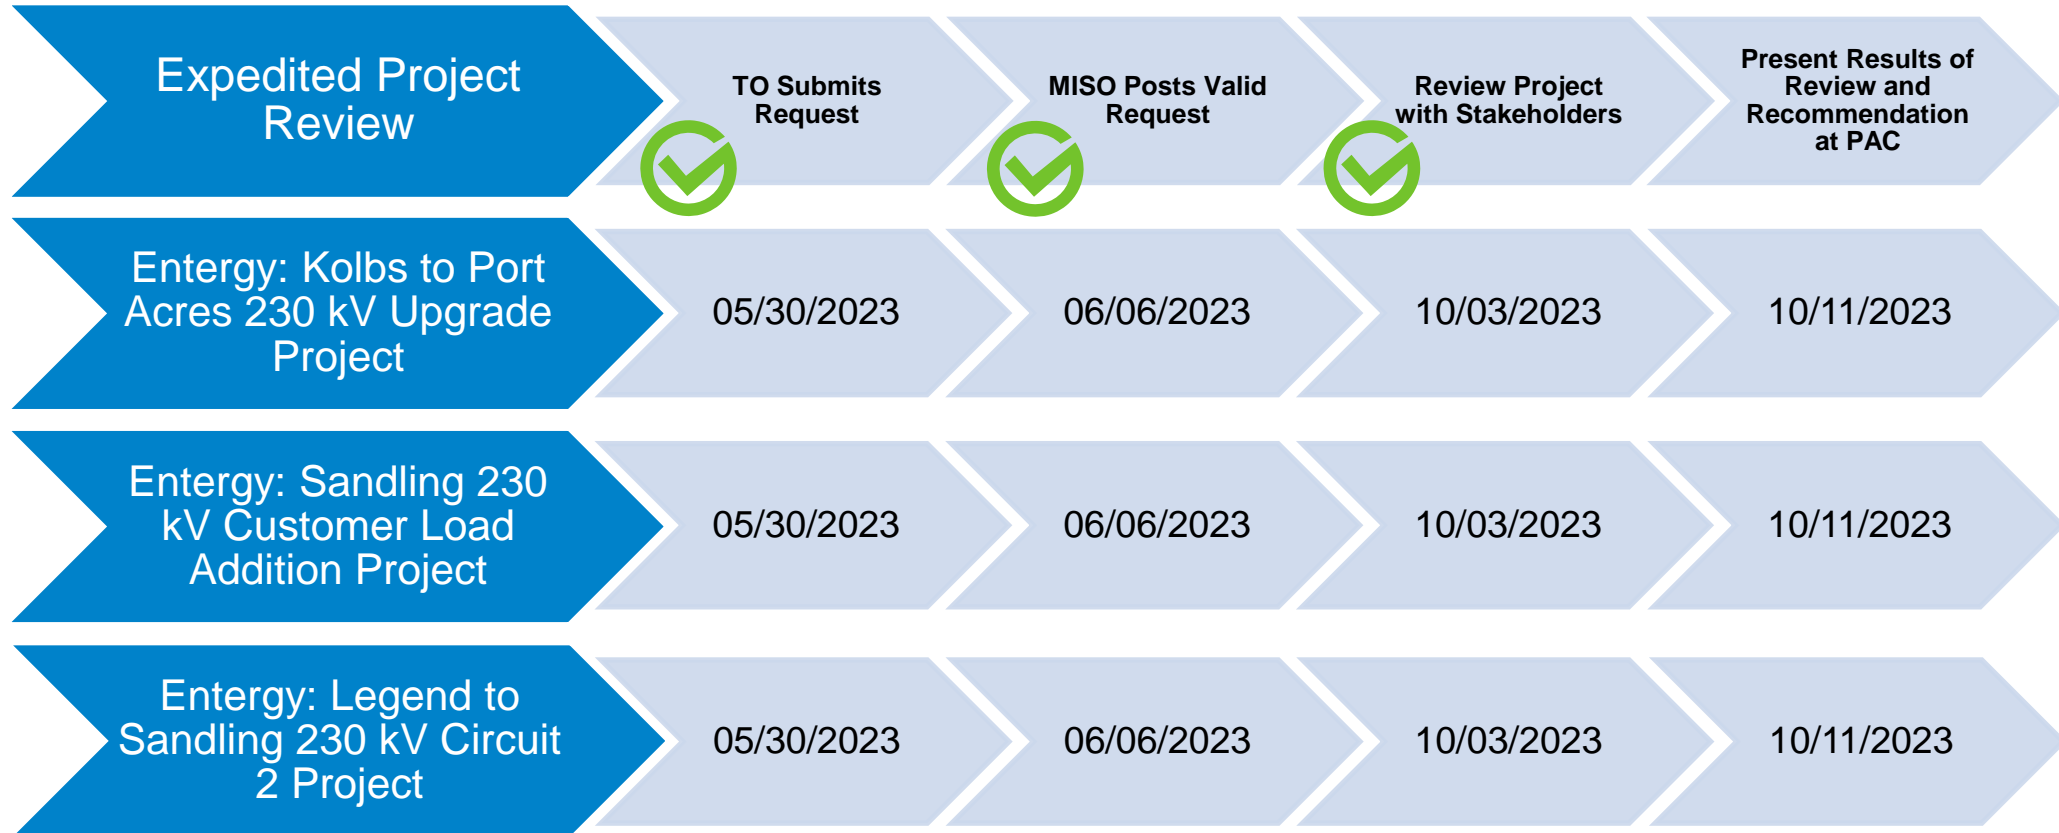 Expedited Project
Review
TO Submits
Request
MISO Posts Valid
Request
Review Project
with Stakeholders
Present Results of
Review and
Recommendation
at PAC
Entergy: Kolbs to Port
Acres 230 kV Upgrade
Project
05/30/2023
06/06/2023
10/03/2023
10/11/2023
Entergy: Sandling 230
kV Customer Load
Addition Project
05/30/2023
06/06/2023
10/03/2023
10/11/2023
Entergy: Legend to
Sandling 230 kV Circuit
2 Project
05/30/2023
06/06/2023
10/03/2023
10/11/2023